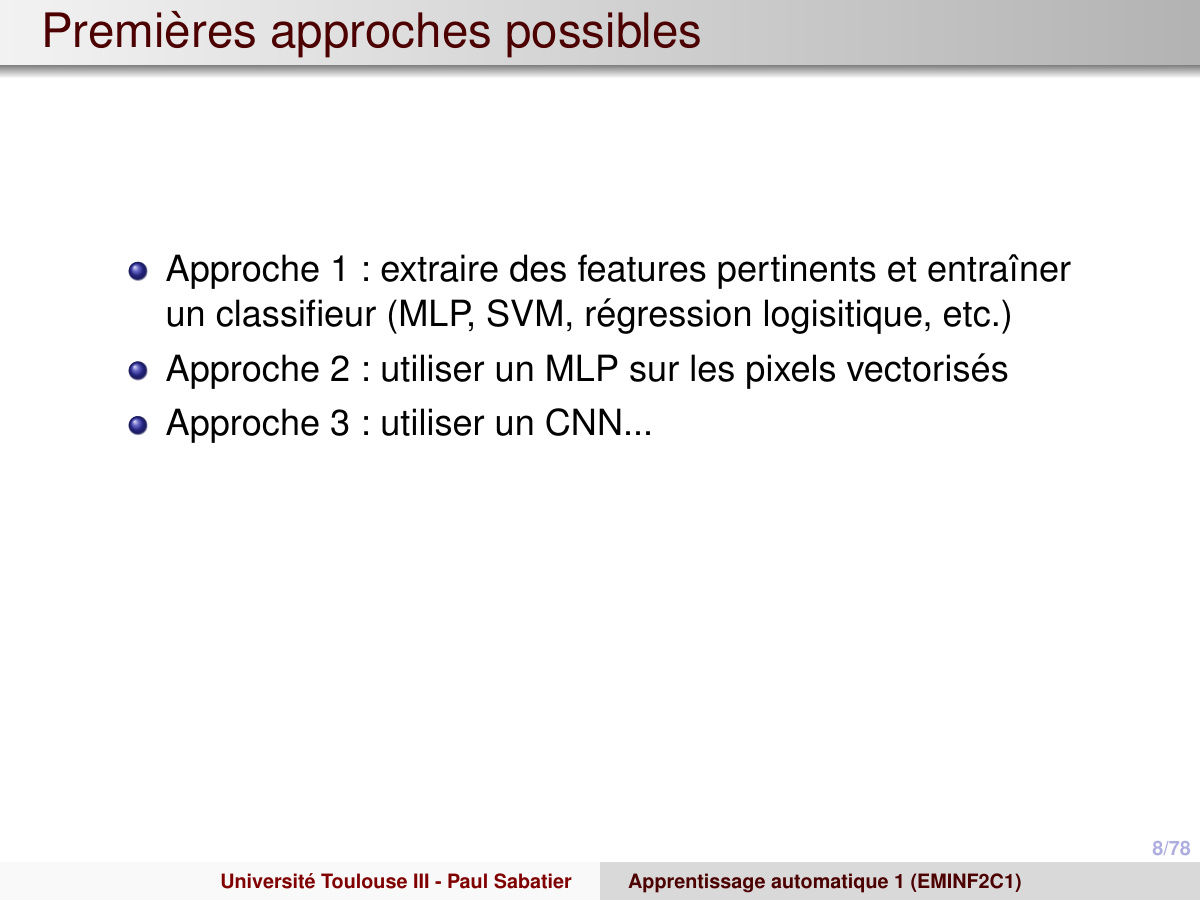 Premières approches possibles
Approche 1 : extraire des features pertinents et entraîner
un classifieur (MLP, SVM, régression logisitique, etc.)
Approche 2 : utiliser un MLP sur les pixels vectorisés
Approche 3 : utiliser un CNN...
8/78
Université Toulouse III - Paul Sabatier
Apprentissage automatique 1 (EMINF2C1)